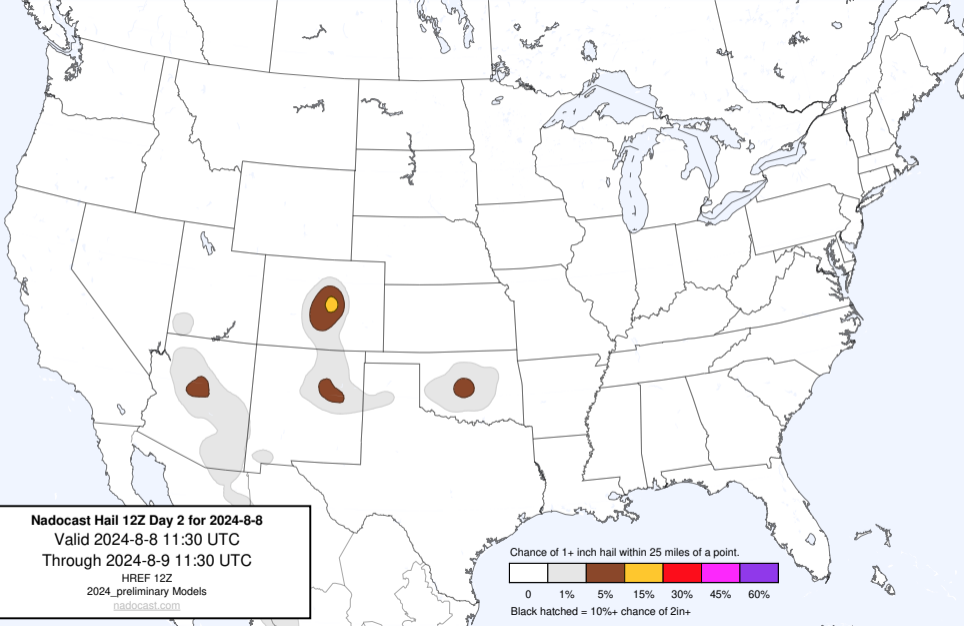 Nadocast Hail 12Z Day 2 for 2024-8-8
Valid 2024-8-8 11:30 UTC
Through 2024-8-9 11:30 UTC
HREF 12Z
2024_preliminary Models
nadocast.com
Chance of 1+ inch hail within 25 miles of a point.
0 1% 5% 15% 30% 45% 60%
Black hatched = 10%+ chance of 2in+